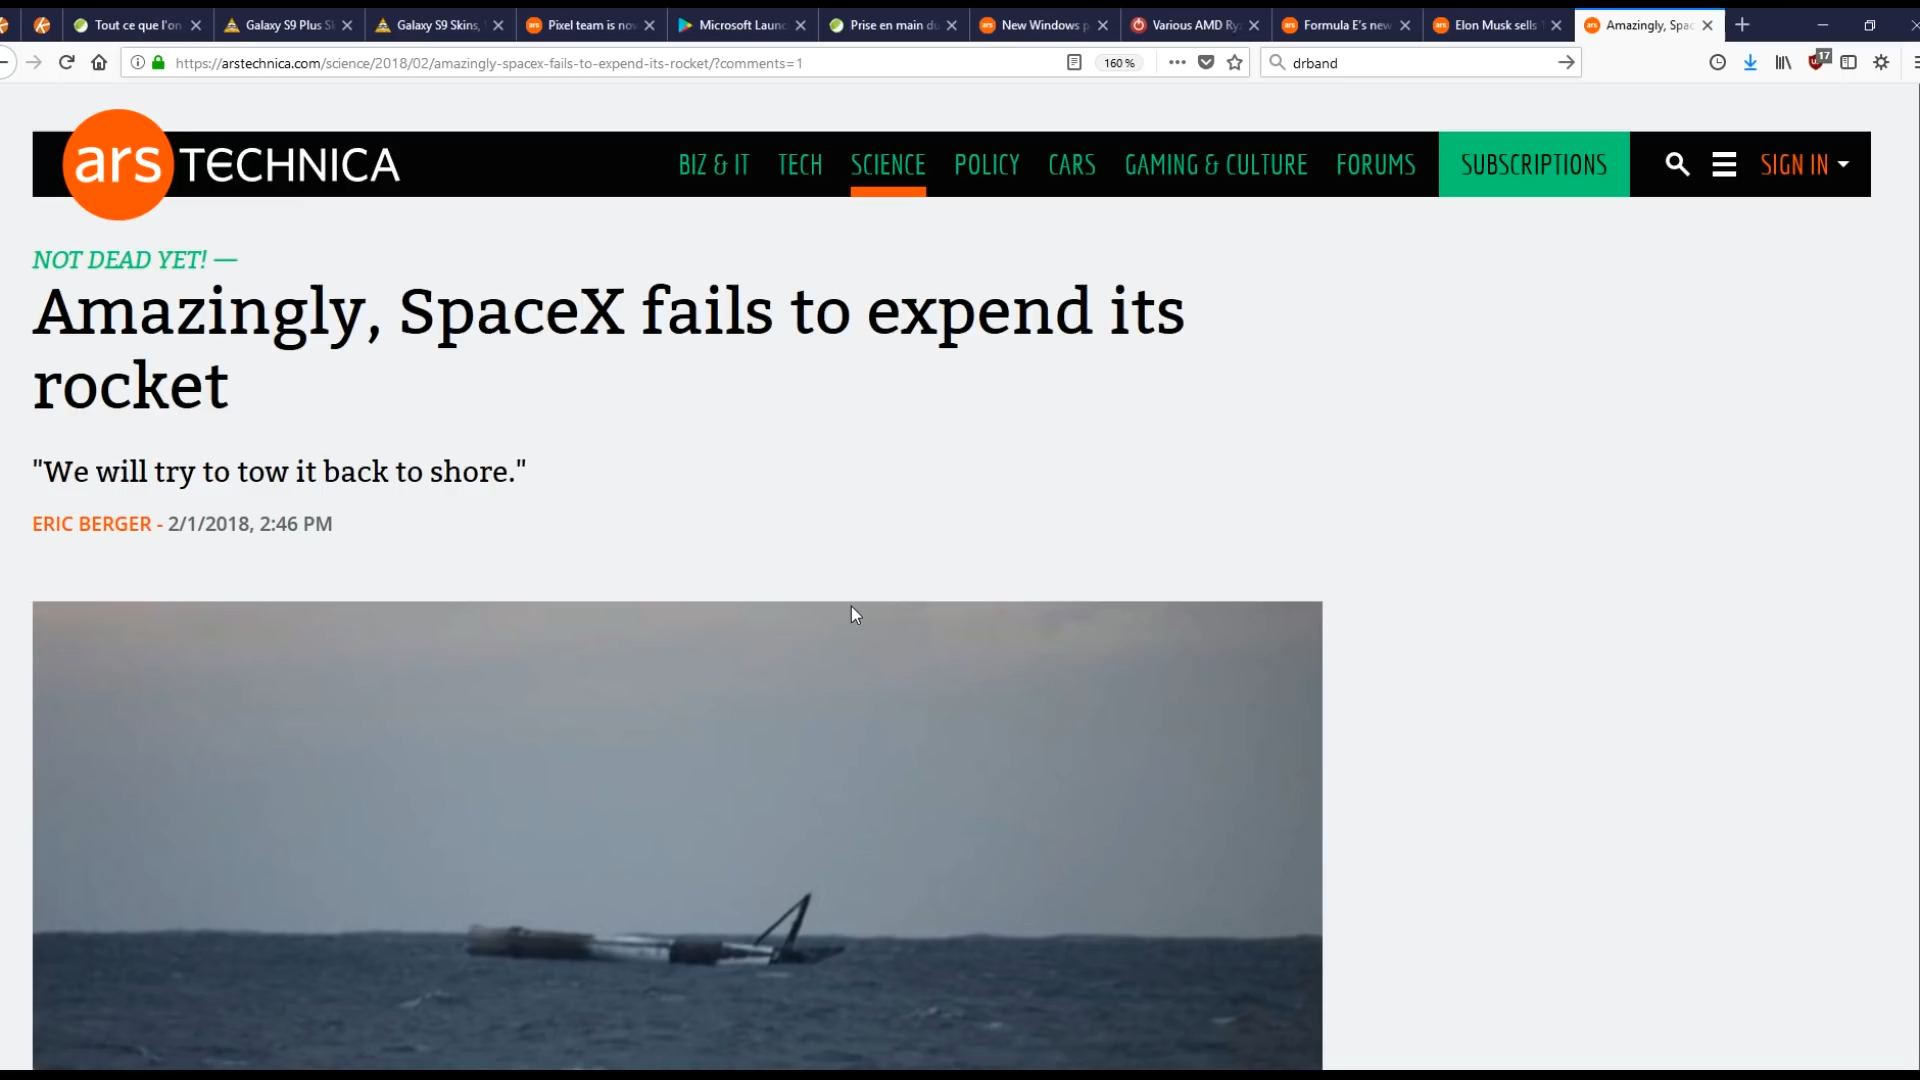 Tout ce que l'on
Galaxy S9 Plus S
Galaxy S9 Skins,
Pixel team is no
Microsoft Laun
Prise en main du
New Windows p
Various AMD Ry
Formula E's new
Elon Musk sells 1
Amazingly, Spac
https://arstechnica.com/science/2018/02/amazingly-spacex-fails-to-expend-its-rocket/?comments=1
160 %
drband
17
ars TECHNICA
BIZ & IT
TECH
SCIENCE
POLICY
CARS
GAMING & CULTURE
FORUMS
SUBSCRIPTIONS
SIGN IN
NOT DEAD YET! —
Amazingly, SpaceX fails to expend its
rocket
"We will try to tow it back to shore."
ERIC BERGER - 2/1/2018, 2:46 PM